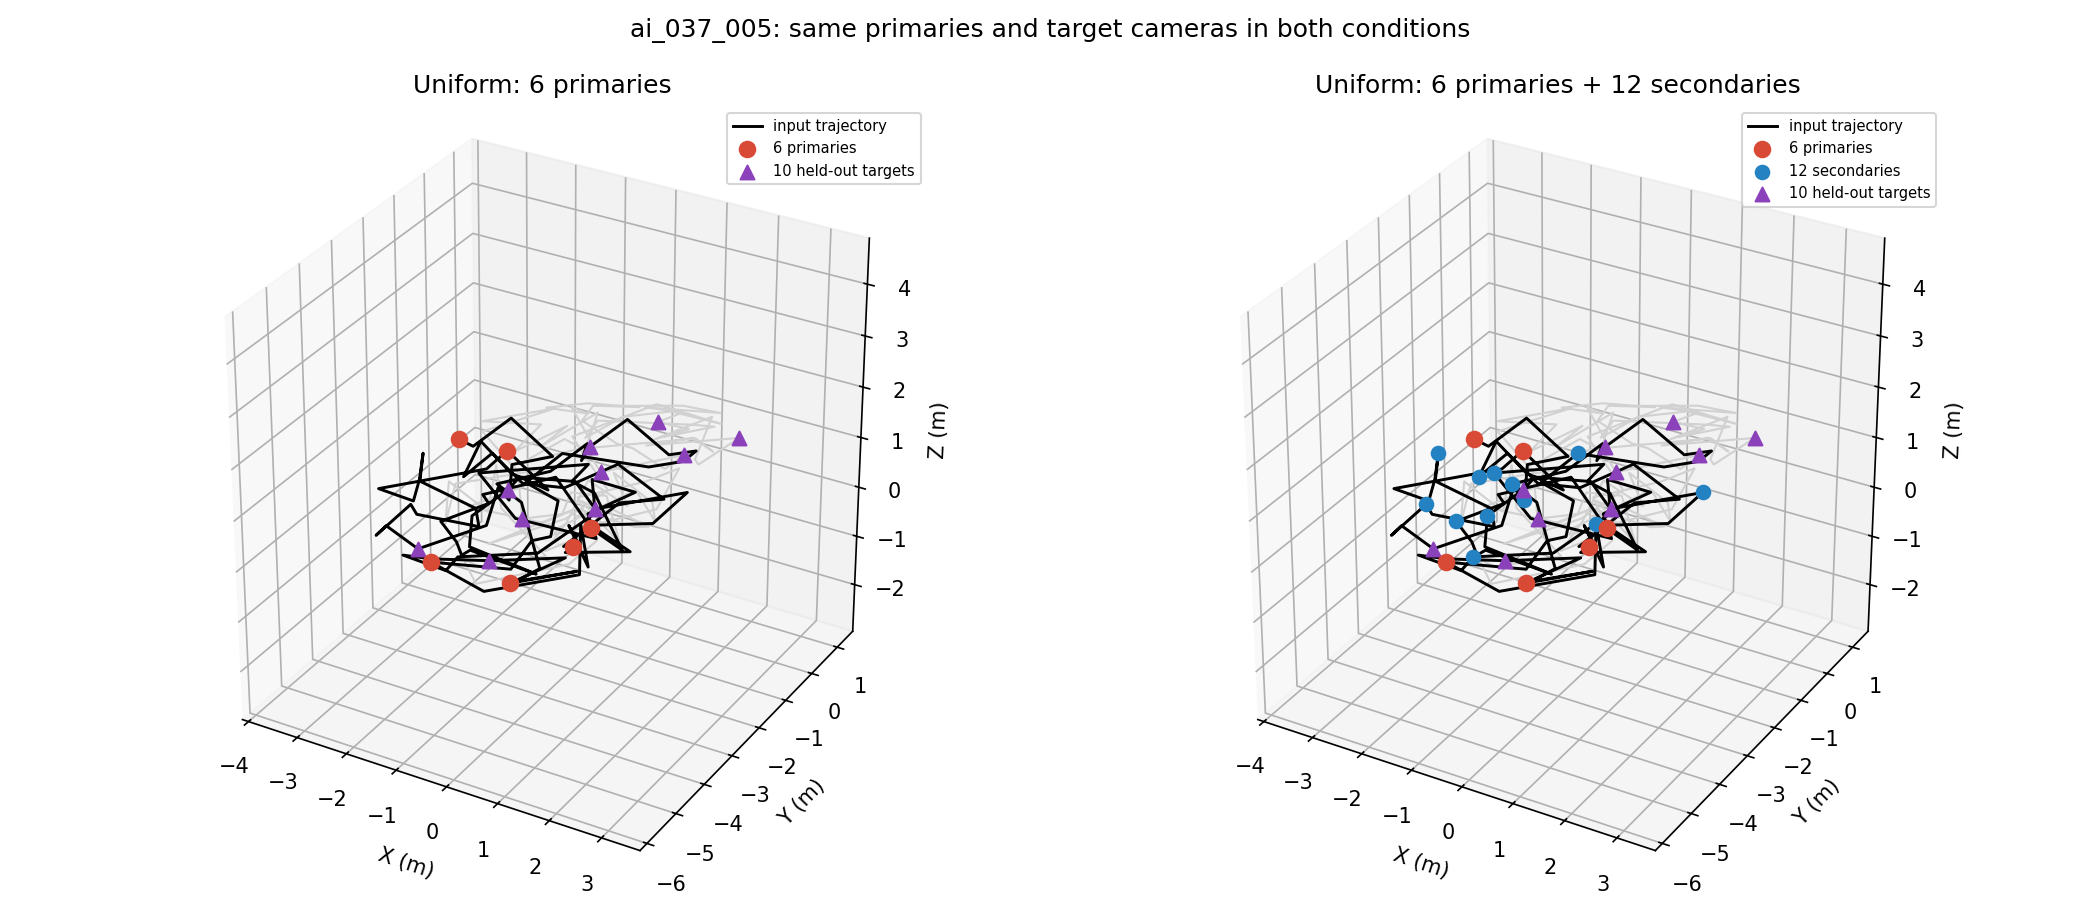 ai_037_005: same primaries and target cameras in both conditions
Uniform: 6 primaries
input trajectory
6 primaries
10 held-out targets
4
3
2
1
0
−1
−2
Z (m)
1
0
−1
−2
−3
−4
−5
−6
Y (m)
−4
−3
−2
−1
0
1
2
3
X (m)
Uniform: 6 primaries + 12 secondaries
input trajectory
6 primaries
12 secondaries
10 held-out targets
4
3
2
1
0
−1
−2
Z (m)
1
0
−1
−2
−3
−4
−5
−6
Y (m)
−4
−3
−2
−1
0
1
2
3
X (m)